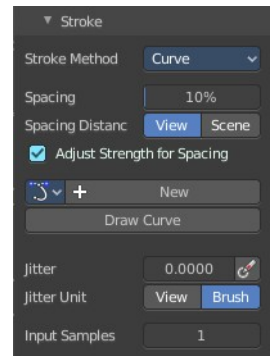 Stroke
Stroke Method Curve
Spacing 10%
Spacing Distanc View Scene
Adjust Strength for Spacing
New
Draw Curve
Jitter 0.0000
Jitter Unit View Brush
Input Samples 1